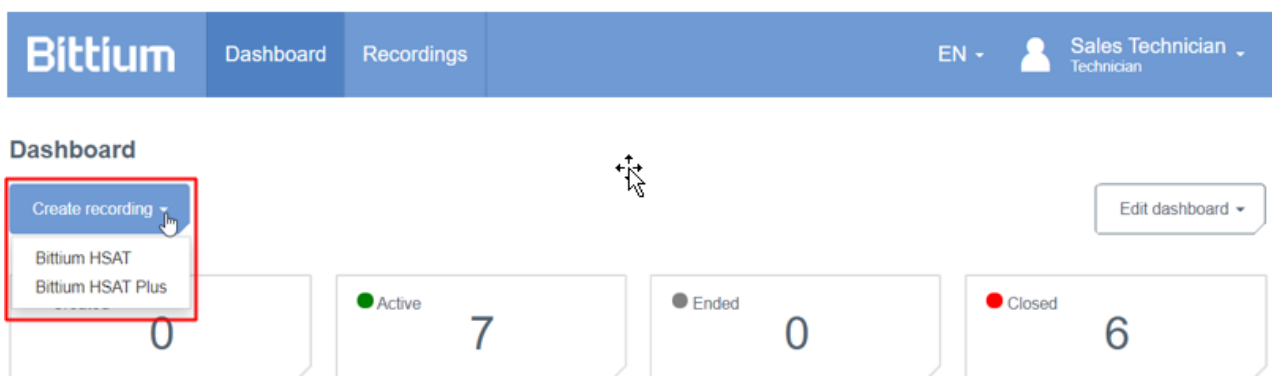 Bittium
Dashboard
Recordings
EN
Sales Technician
Technician
Dashboard
Create recording
Edit dashboard
Bittium HSAT
Bittium HSAT Plus
Active
Ended
Closed
0
7
0
6